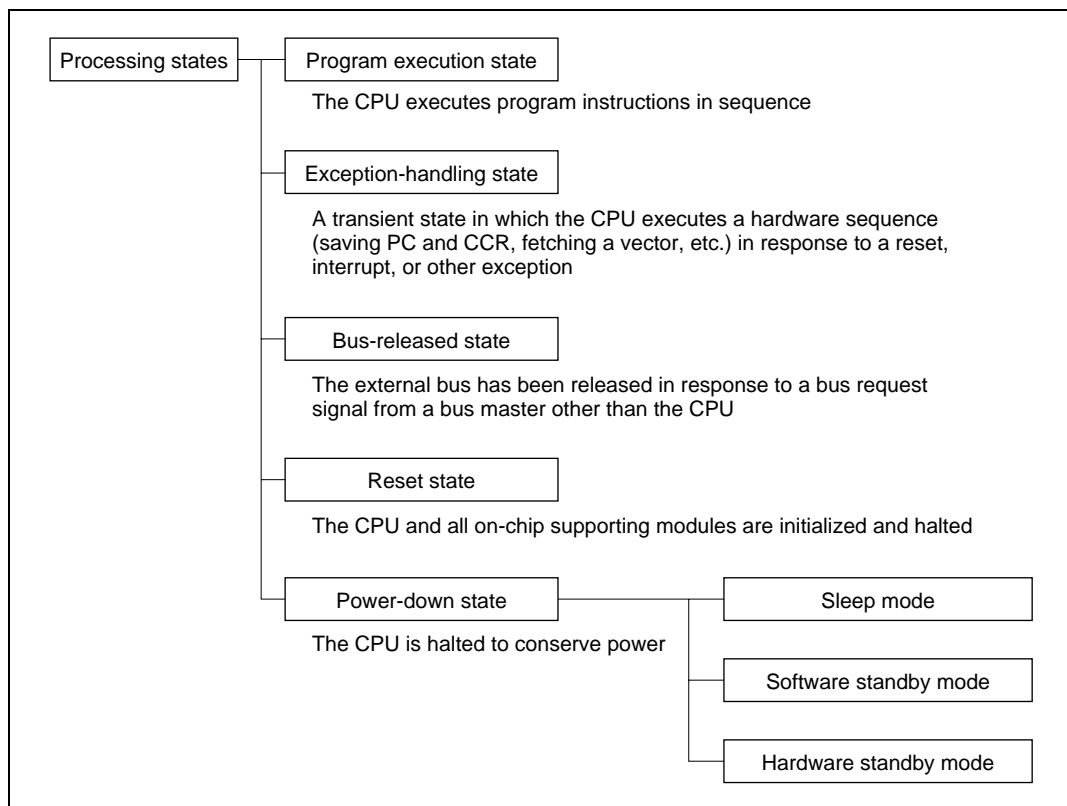 Processing states
Program execution state
The CPU executes program instructions in sequence
Exception-handling state
A transient state in which the CPU executes a hardware sequence
(saving PC and CCR, fetching a vector, etc.) in response to a reset,
interrupt, or other exception
Bus-released state
The external bus has been released in response to a bus request
signal from a bus master other than the CPU
Reset state
The CPU and all on-chip supporting modules are initialized and halted
Power-down state
The CPU is halted to conserve power
Sleep mode
Software standby mode
Hardware standby mode